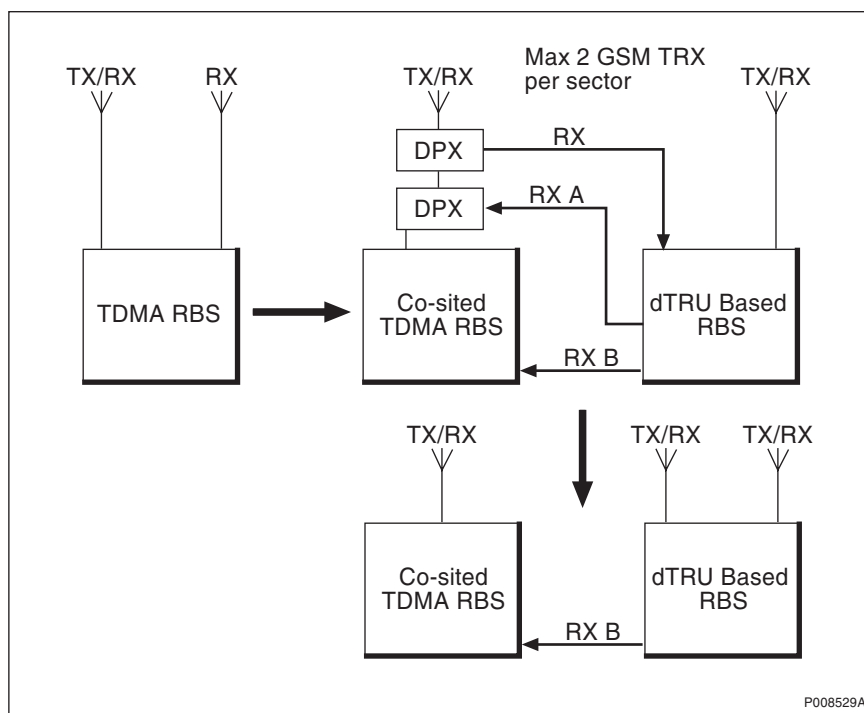 TX/RX
RX
TX/RX
Max 2 GSM TRX
per sector
TX/RX
DPX
RX
DPX
RX A
TDMA RBS
Co-sited
TDMA RBS
dTRU Based
RBS
RX B
TX/RX
TX/RX
TX/RX
Co-sited
TDMA RBS
dTRU Based
RBS
RX B
P008529A